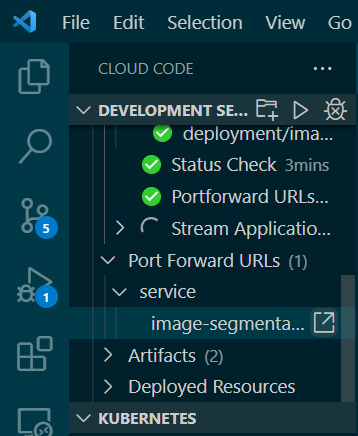 File Edit Selection View Go
CLOUD CODE ...
DEVELOPMENT SE...
deployment/ima...
Status Check 3mins
Portforward URLs...
5
Stream Applicatio...
Port Forward URLs (1)
1
service
image-segmenta...
Artifacts (2)
Deployed Resources
KUBERNETES